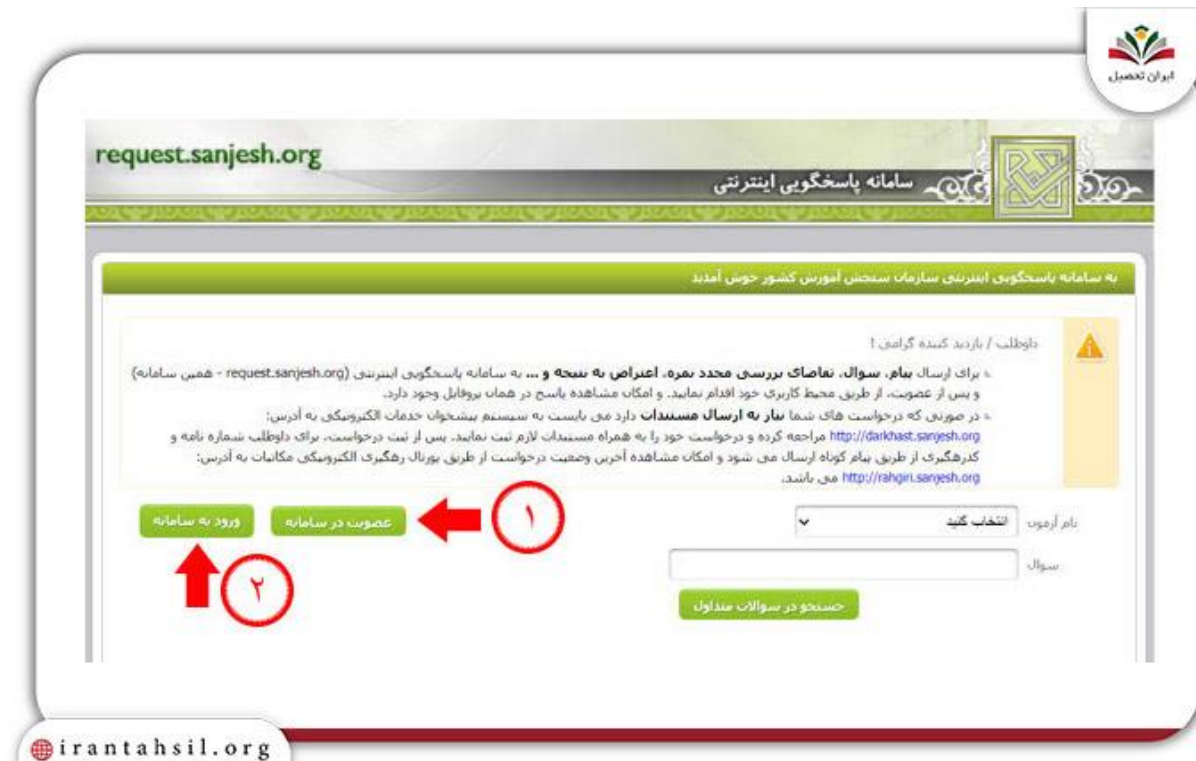 ایران تحصیل
request.sanjesh.org
سامانه پاسخگویی اینترنتی
به سامانه پاسخگویی اینترنتی سازمان سنجش آموزش کشور خوش آمدید
داوطلب / بازدید کننده گرامی !
برای ارسال پیام، سوال، تقاضای بررسی مجدد نمره، اعتراض به نتیجه و ... به سامانه پاسخگویی اینترنتی (request.sanjesh.org - همین سامانه)
و پس از عضویت، از طریق محیط کاربری خود اقدام نمایید. و امکان مشاهده پاسخ در همان پروفایل وجود دارد.
در صورتی که درخواست های شما نیاز به ارسال مستندات دارد می بایست به سیستم پیشخوان خدمات الکترونیکی به آدرس:
http://darkhast.sanjesh.org مراجعه کرده و درخواست خود را به همراه مستندات لازم ثبت نمایید. پس از ثبت درخواست، برای داوطلب شماره نامه و
کدرهگیری از طریق پیام کوتاه ارسال می شود و امکان مشاهده آخرین وضعیت درخواست از طریق پورتال رهگیری الکترونیکی مکاتبات به آدرس:
http://rahgiri.sanjesh.org می باشد.
نام آزمون انتخاب کنید ۱ عضویت در سامانه ورود به سامانه
سوال ۲
جستجو در سوالات متداول
irantahsil.org